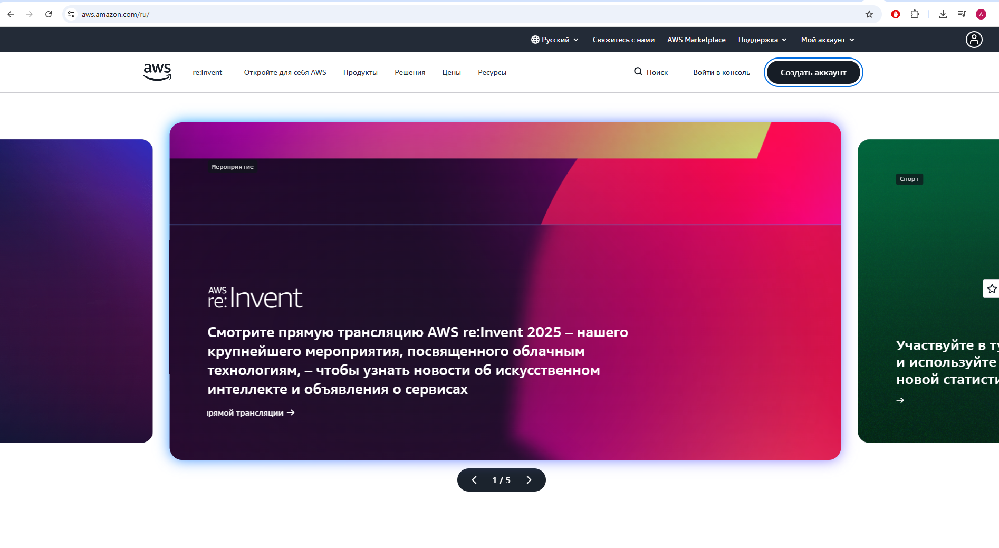 aws.amazon.com/ru/
A
Русский
Свяжитесь с нами
AWS Marketplace
Поддержка
Мой аккаунт
aws
re:Invent
Откройте для себя AWS
Продукты
Решения
Цены
Ресурсы
Поиск
Войти в консоль
Создать аккаунт
Мероприятие
AWS
re:Invent
Смотрите прямую трансляцию AWS re:Invent 2025 – нашего
крупнейшего мероприятия, посвященного облачным
технологиям, – чтобы узнать новости об искусственном
интеллекте и объявления о сервисах
прямой трансляции →
Спорт
Участвуйте в
и используйте
новой
→
1 / 5